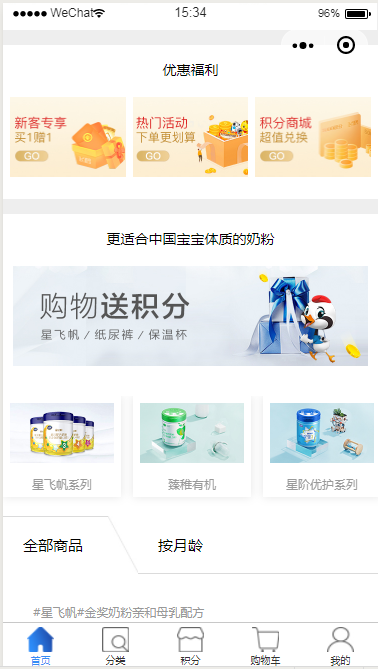 WeChat
15:34
96%
优惠福利
新客专享
买1赠1
GO
热门活动
下单更划算
GO
积分商城
超值兑换
GO
更适合中国宝宝体质的奶粉
购物送积分
星飞帆 / 纸尿裤 / 保温杯
星飞帆系列
臻稚有机
星阶优护系列
全部商品
按月龄
#星飞帆#金奖奶粉亲和母乳配方
首页
分类
积分
购物车
我的